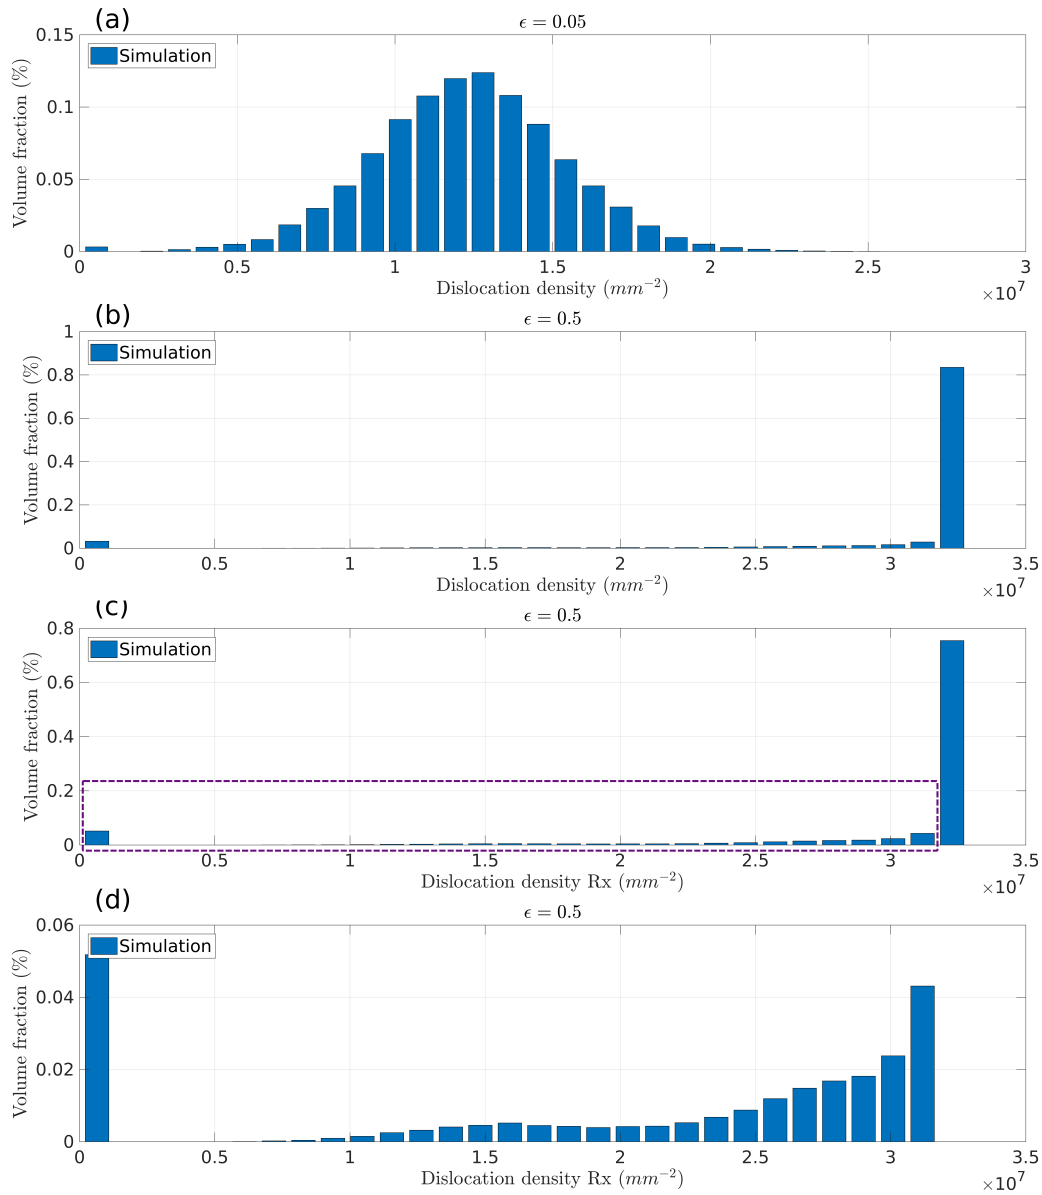 (a)
ϵ = 0.05
Simulation
Volume fraction (%)
0.15
0.1
0.05
0
0 0.5 1 1.5 2 2.5 3
Dislocation density (mm⁻²)
×10⁷
(b)
ϵ = 0.5
Simulation
Volume fraction (%)
1
0.8
0.6
0.4
0.2
0
0 0.5 1 1.5 2 2.5 3 3.5
Dislocation density (mm⁻²)
×10⁷
(c)
ϵ = 0.5
Simulation
Volume fraction (%)
0.8
0.6
0.4
0.2
0
0 0.5 1 1.5 2 2.5 3 3.5
Dislocation density Rx (mm⁻²)
×10⁷
(d)
ϵ = 0.5
Simulation
Volume fraction (%)
0.06
0.04
0.02
0
0 0.5 1 1.5 2 2.5 3 3.5
Dislocation density Rx (mm⁻²)
×10⁷